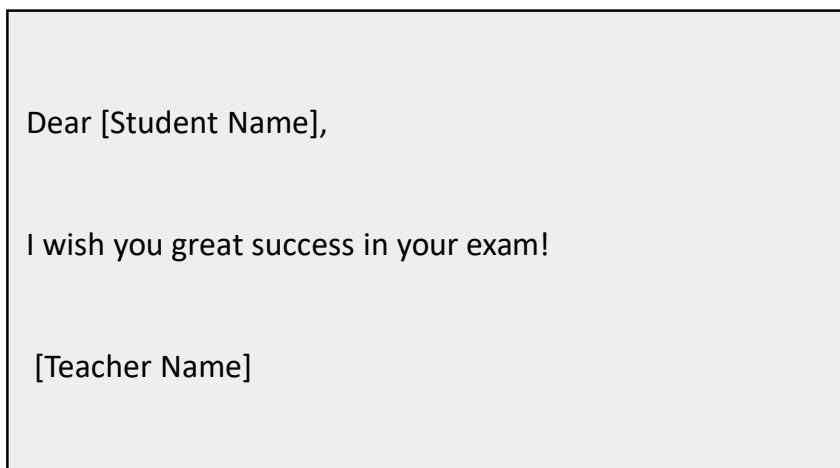 Dear [Student Name],
I wish you great success in your exam!
[Teacher Name]